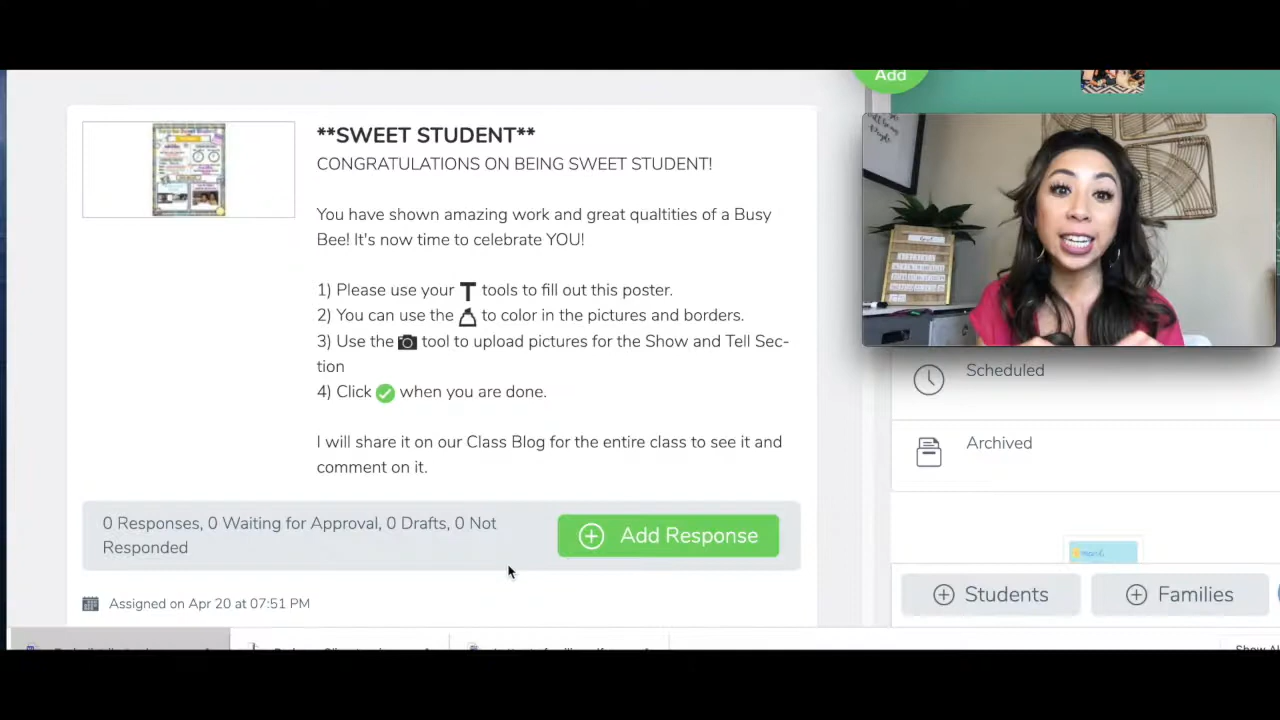 Add
**SWEET STUDENT**
CONGRATULATIONS ON BEING SWEET STUDENT!
You have shown amazing work and great qualtities of a Busy
Bee! It's now time to celebrate YOU!
1) Please use your T tools to fill out this poster.
2) You can use the to color in the pictures and borders.
3) Use the tool to upload pictures for the Show and Tell Sec-
tion
4) Click when you are done.
I will share it on our Class Blog for the entire class to see it and
comment on it.
0 Responses, 0 Waiting for Approval, 0 Drafts, 0 Not
Responded
Add Response
Assigned on Apr 20 at 07:51 PM
Scheduled
Archived
Students
Families